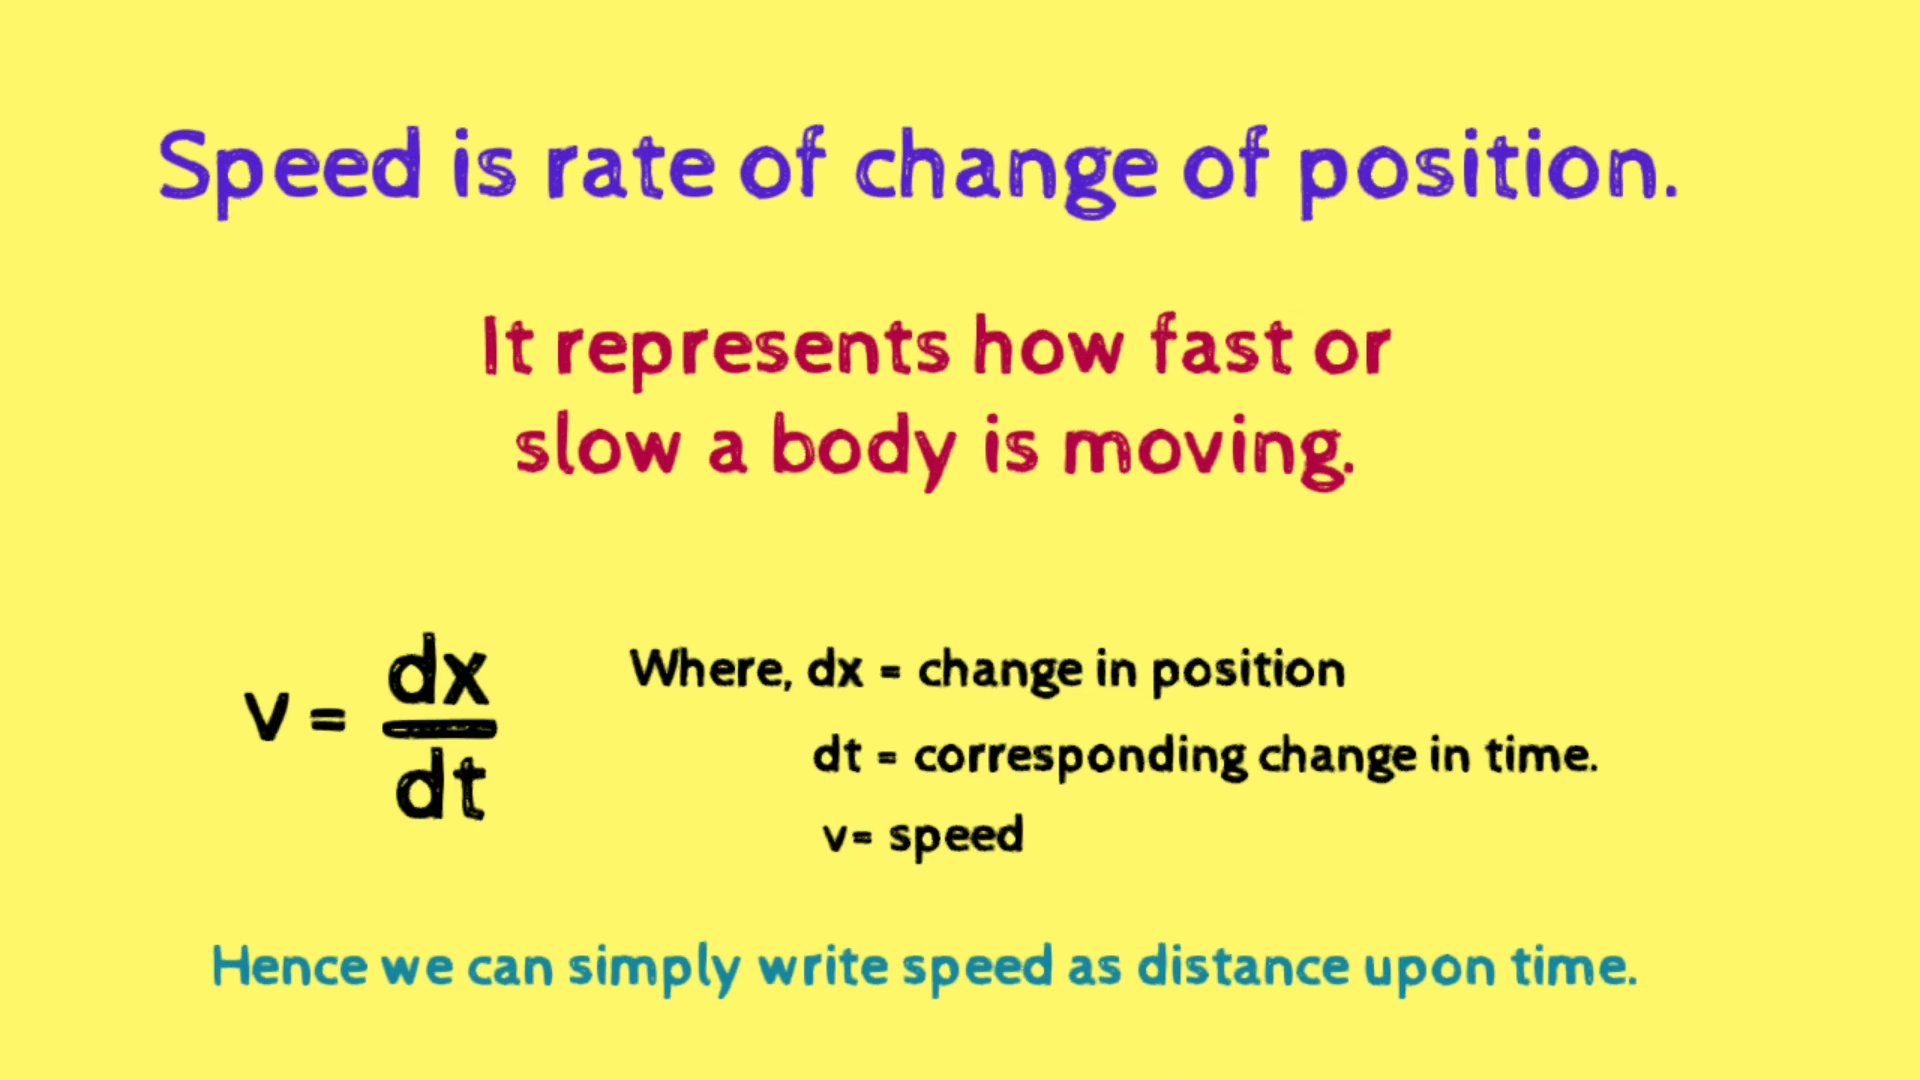 Speed is rate of change of position.
It represents how fast or
slow a body is moving.
v = dx/dt
Where, dx = change in position
dt = corresponding change in time.
v= speed
Hence we can simply write speed as distance upon time.